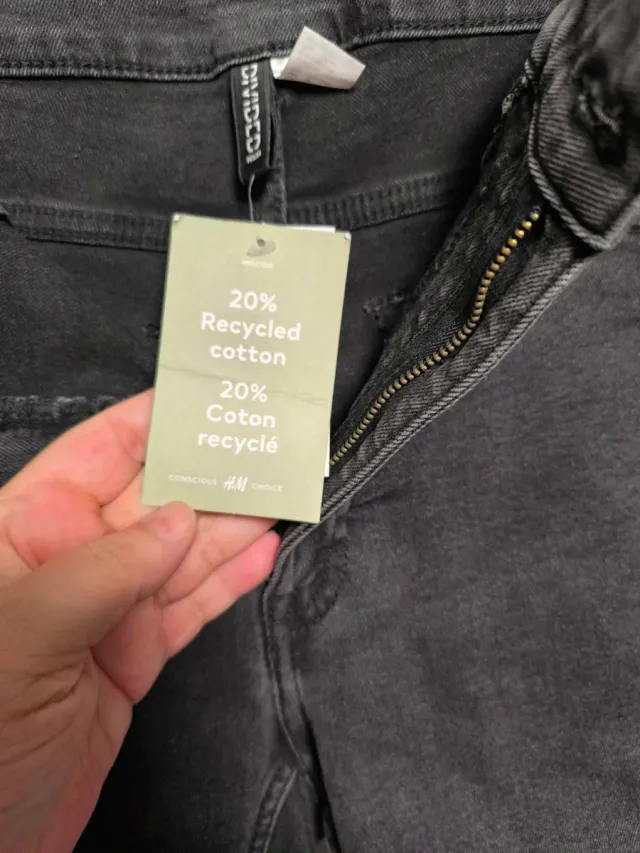 DIVIDED
20%
Recycled
cotton
20%
Coton
recyclé
CONSCIOUS H&M CHOICE